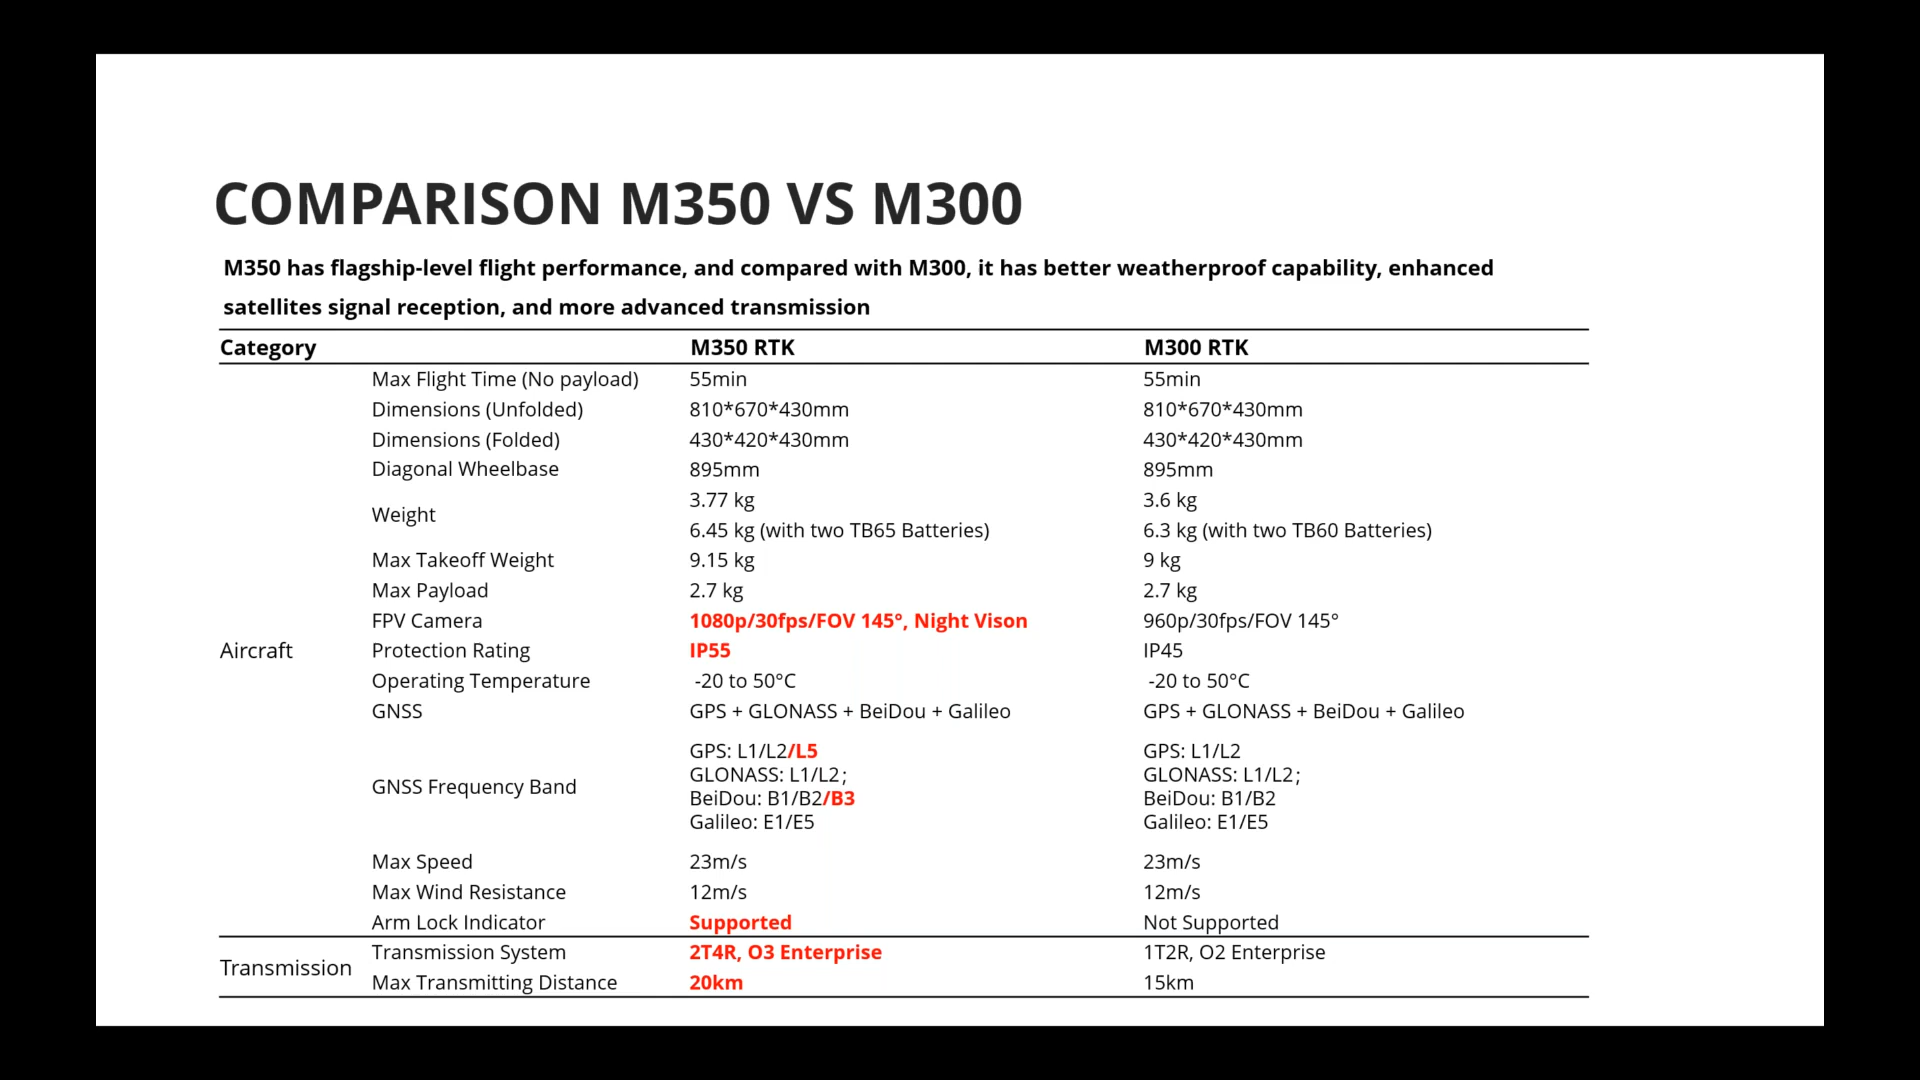 COMPARISON M350 VS M300
M350 has flagship-level flight performance, and compared with M300, it has better weatherproof capability, enhanced
satellites signal reception, and more advanced transmission
Category M350 RTK M300 RTK
Max Flight Time (No payload) 55min 55min
Dimensions (Unfolded) 810*670*430mm 810*670*430mm
Dimensions (Folded) 430*420*430mm 430*420*430mm
Diagonal Wheelbase 895mm 895mm
3.77 kg 3.6 kg
Weight
6.45 kg (with two TB65 Batteries) 6.3 kg (with two TB60 Batteries)
Max Takeoff Weight 9.15 kg 9 kg
Max Payload 2.7 kg 2.7 kg
FPV Camera 1080p/30fps/FOV 145°, Night Vison 960p/30fps/FOV 145°
Aircraft Protection Rating IP55 IP45
Operating Temperature -20 to 50°C -20 to 50°C
GNSS GPS + GLONASS + BeiDou + Galileo GPS + GLONASS + BeiDou + Galileo
GPS: L1/L2/L5 GPS: L1/L2
GLONASS: L1/L2; GLONASS: L1/L2;
GNSS Frequency Band
BeiDou: B1/B2/B3 BeiDou: B1/B2
Galileo: E1/E5 Galileo: E1/E5
Max Speed 23m/s 23m/s
Max Wind Resistance 12m/s 12m/s
Arm Lock Indicator Supported Not Supported
Transmission System 2T4R, O3 Enterprise 1T2R, O2 Enterprise
Transmission
Max Transmitting Distance 20km 15km